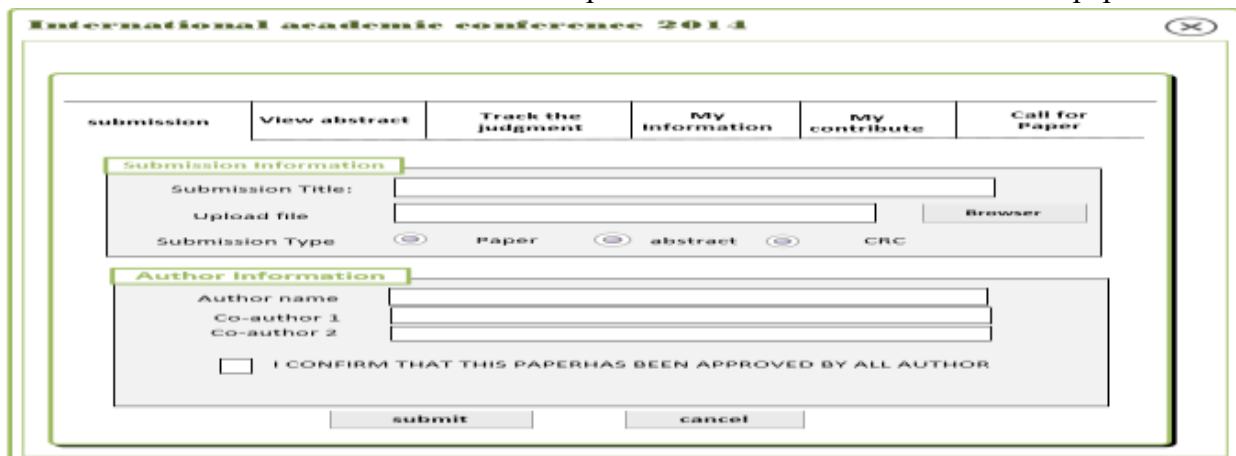 International academic conference 2014
submission
View abstract
Track the
judgment
My
Information
My
contribute
Call for
Paper
Submission Information
Submission Title:
Upload file
Browser
Submission Type
Paper
abstract
CRC
Author Information
Author name
Co-author 1
Co-author 2
I CONFIRM THAT THIS PAPERHAS BEEN APPROVED BY ALL AUTHOR
submit
cancel